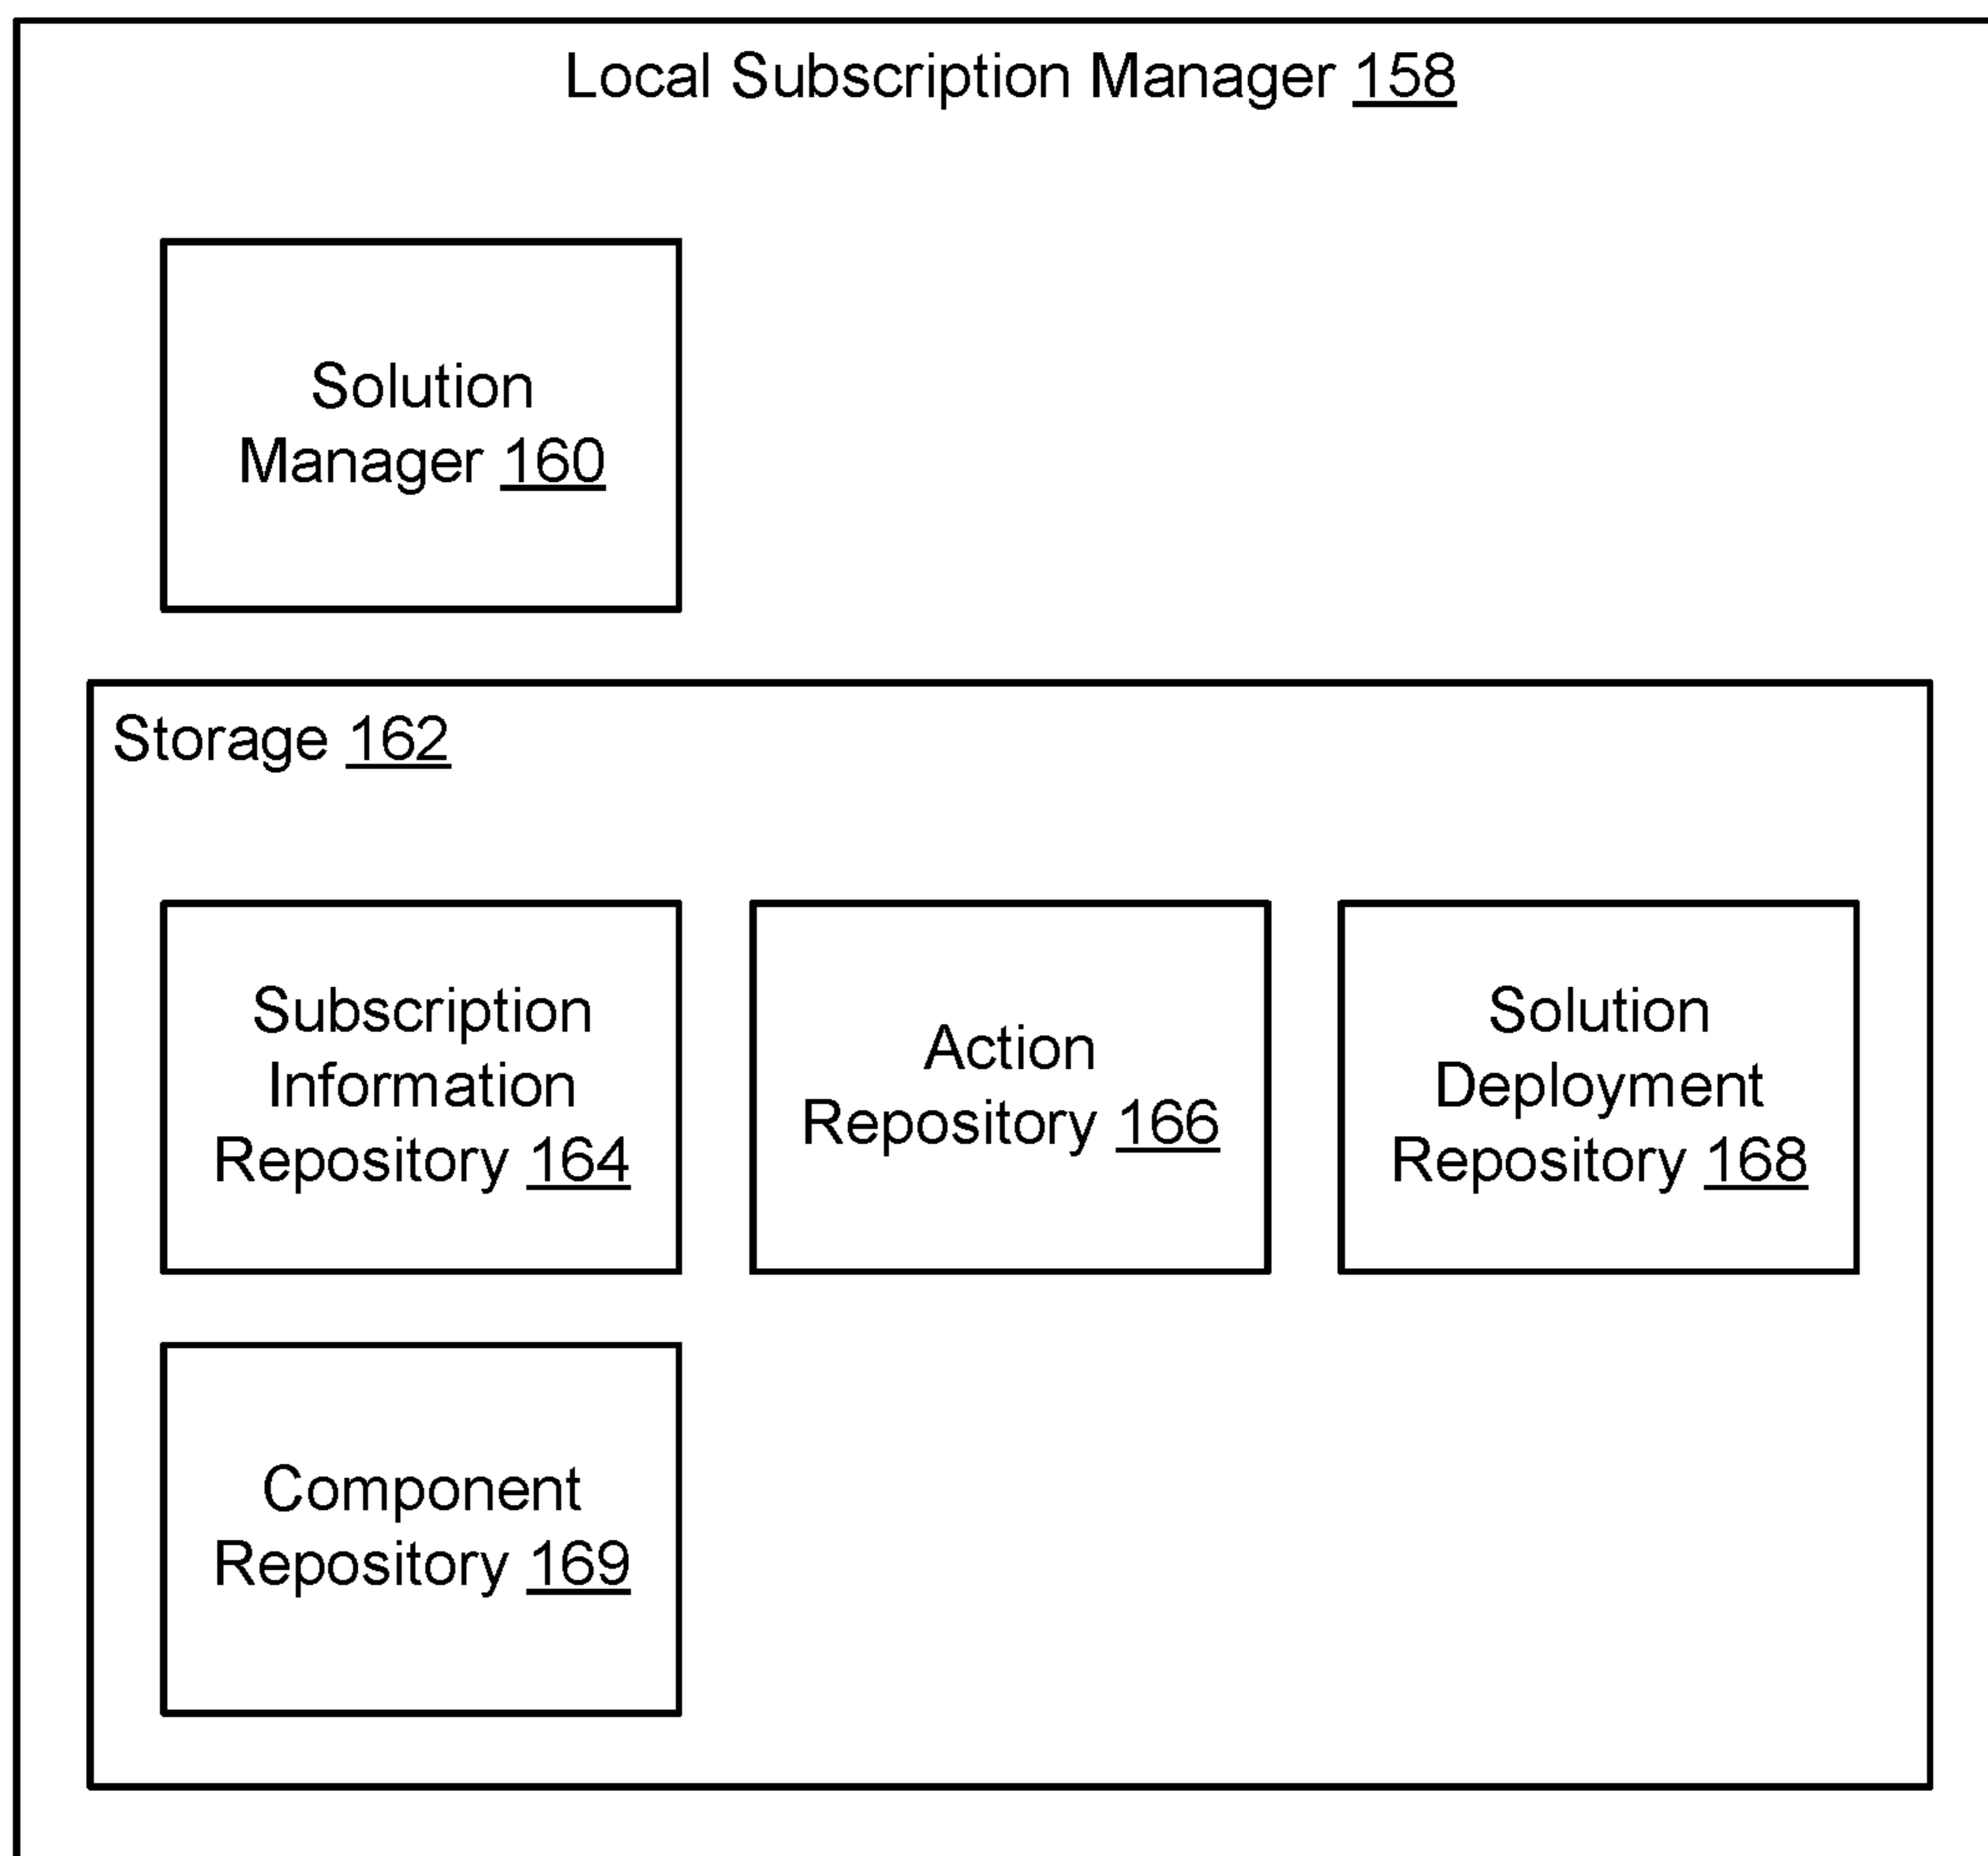 Local Subscription Manager 158
Solution
Manager 160
Storage 162
Subscription
Information
Repository 164
Action
Repository 166
Solution
Deployment
Repository 168
Component
Repository 169